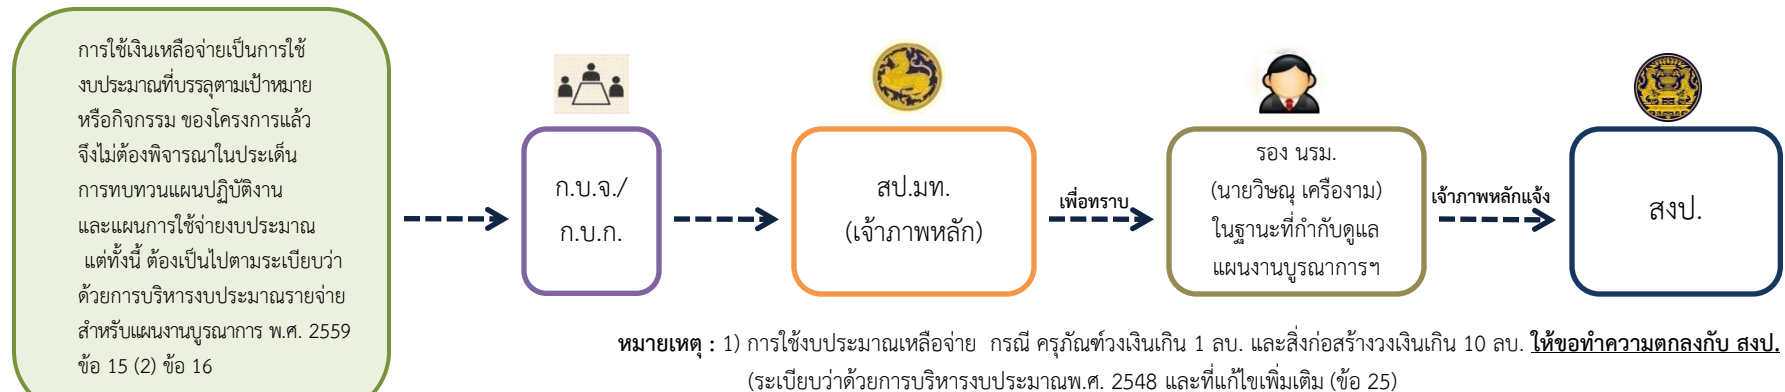 การใช้เงินเหลือจ่ายเป็นการใช้
งบประมาณที่บรรลุตามเป้าหมาย
หรือกิจกรรม ของโครงการแล้ว
จึงไม่ต้องพิจารณาในประเด็น
การทบทวนแผนปฏิบัติงาน
และแผนการใช้จ่ายงบประมาณ
แต่ทั้งนี้ ต้องเป็นไปตามระเบียบว่า
ด้วยการบริหารงบประมาณรายจ่าย
สำหรับแผนงานบูรณาการ พ.ศ. 2559
ข้อ 15 (2) ข้อ 16
ก.บ.จ./
ก.บ.ก.
สป.มท.
(เจ้าภาพหลัก)
เพื่อทราบ
รอง นรม.
(นายวิษณุ เครืองาม)
ในฐานะที่กำกับดูแล
แผนงานบูรณาการฯ
เจ้าภาพหลักแจ้ง
สงป.
หมายเหตุ : 1) การใช้งบประมาณเหลือจ่าย กรณี ครุภัณฑ์วงเงินเกิน 1 ลบ. และสิ่งก่อสร้างวงเงินเกิน 10 ลบ. ให้ขอทำความตกลงกับ สงป.
(ระเบียบว่าด้วยการบริหารงบประมาณพ.ศ. 2548 และที่แก้ไขเพิ่มเติม (ข้อ 25)